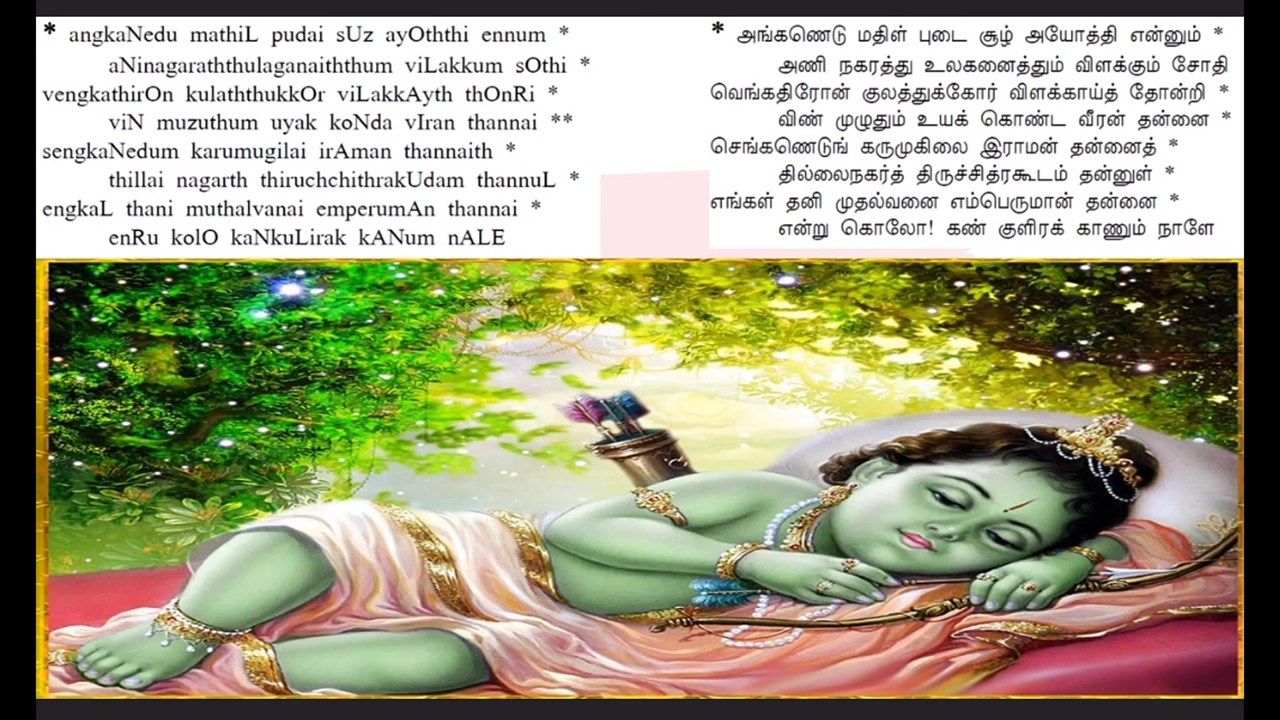 * angkaNedu mathiL pudai sUz ayOththi ennum *
aNinagaraththulaganaiththum viLakkum sOthi *
vengkathirOn kulaththukkOr viLakkAyth thOnRi *
viN muzuthum uyak koNda vIran thannai **
sengkaNedum karumugilai irAman thannaith *
thillai nagarth thiruchchithrakUdam thannuL *
engkaL thani muthalvanai emperumAn thannai *
enRu kolO kaNkuLirak kANum nALE
* அங்கணெடு மதிள் புடை சூழ் அயோத்தி என்னும் *
அணி நகரத்து உலகனைத்தும் விளக்கும் சோதி
வெங்கதிரோன் குலத்துக்கோர் விளக்காய்த் தோன்றி *
விண் முழுதும் உயக் கொண்ட வீரன் தன்னை *
செங்கணெடுங் கருமுகிலை இராமன் தன்னைத் *
தில்லைநகர்த் திருச்சித்ரகூடம் தன்னுள் *
எங்கள் தனி முதல்வனை எம்பெருமான் தன்னை *
என்று கொலோ! கண் குளிரக் காணும் நாளே